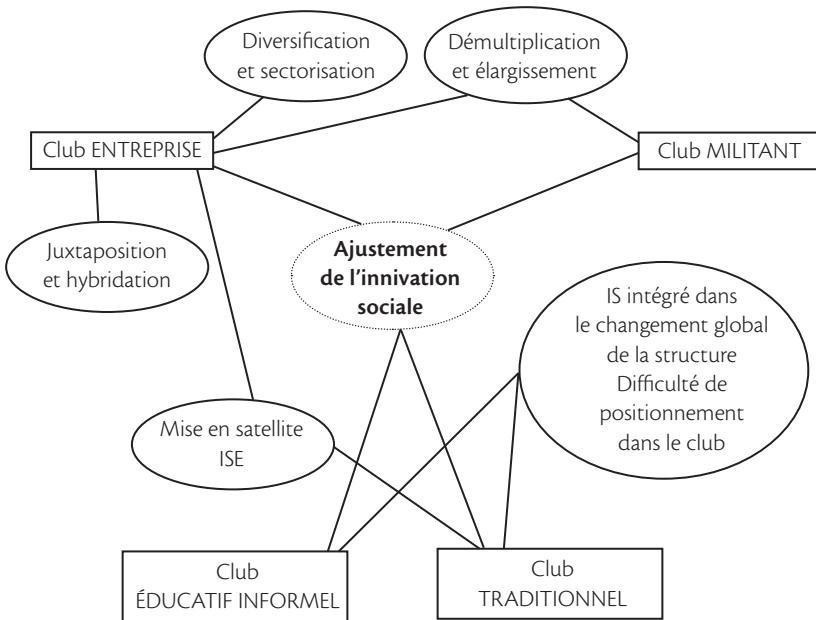 Diversification
et sectorisation
Démultiplication
et élargissement
Club ENTREPRISE
Club MILITANT
Juxtaposition
et hybridation
Ajustement
de l’innivation
sociale
IS intégré dans
le changement global
de la structure
Difficulté de
positionnement
dans le club
Mise en satellite
ISE
Club
ÉDUCATIF INFORMEL
Club
TRADITIONNEL